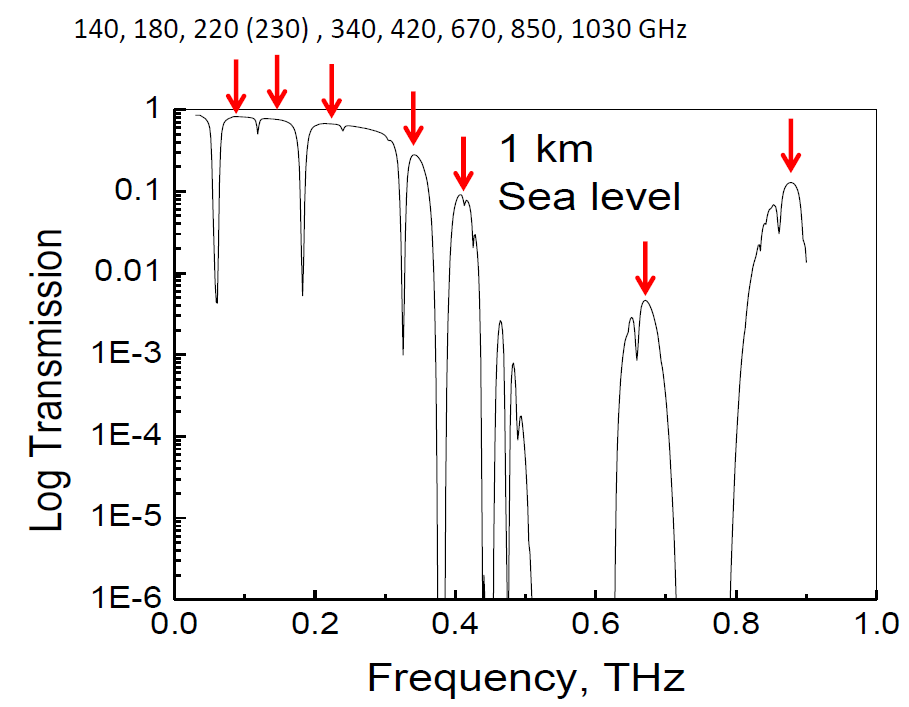 140, 180, 220 (230) , 340, 420, 670, 850, 1030 GHz
1 km
Sea level
Log Transmission
1
0.1
0.01
1E-3
1E-4
1E-5
1E-6
0.0 0.2 0.4 0.6 0.8 1.0
Frequency, THz